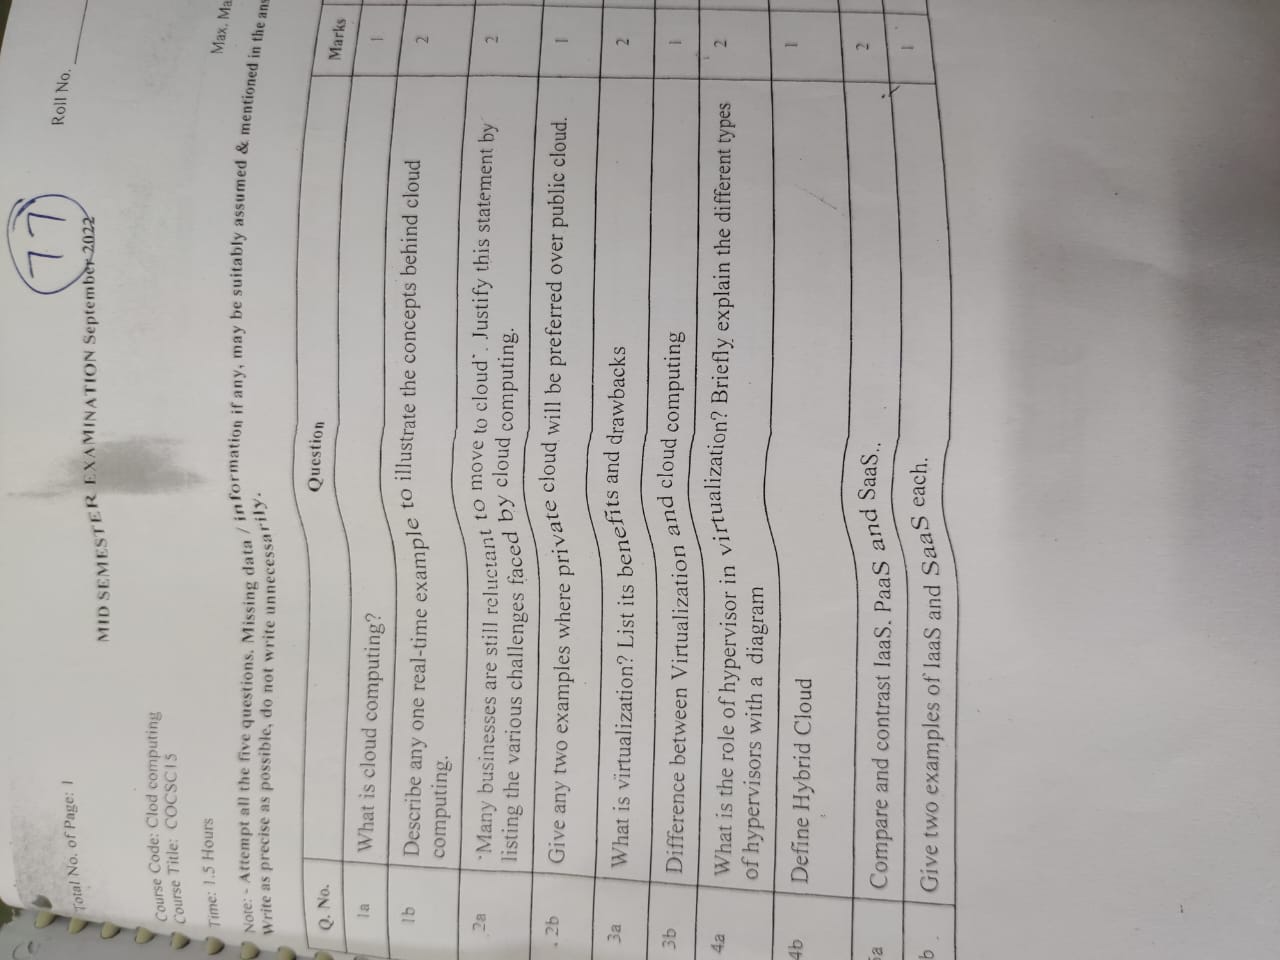 77
Total No. of Page: 1
Roll No.
MID SEMESTER EXAMINATION September 2022
Course Code: Clod computing
Course Title: COCSC15
Time: 1.5 Hours Max. Ma
Note: - Attempt all the five questions. Missing data / information if any, may be suitably assumed & mentioned in the ans
Write as precise as possible, do not write unnecessarily.
Q. No. Question Marks
1a What is cloud computing? 1
1b Describe any one real-time example to illustrate the concepts behind cloud 2
computing.
2a "Many businesses are still reluctant to move to cloud". Justify this statement by 2
listing the various challenges faced by cloud computing.
2b Give any two examples where private cloud will be preferred over public cloud. 1
3a What is virtualization? List its benefits and drawbacks 2
3b Difference between Virtualization and cloud computing 1
4a What is the role of hypervisor in virtualization? Briefly explain the different types 2
of hypervisors with a diagram
4b Define Hybrid Cloud 1
a Compare and contrast IaaS. PaaS and SaaS.. 2
b Give two examples of IaaS and SaaS each. 1